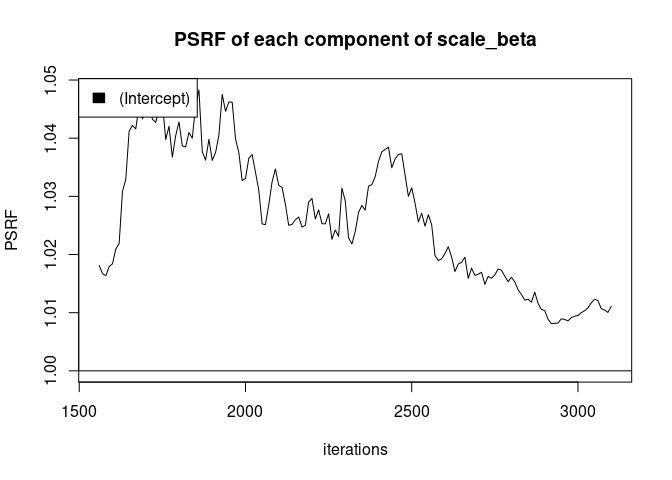 PSRF of each component of scale_beta
(Intercept)
PSRF
1.05
1.04
1.03
1.02
1.01
1.00
1500 2000 2500 3000
iterations